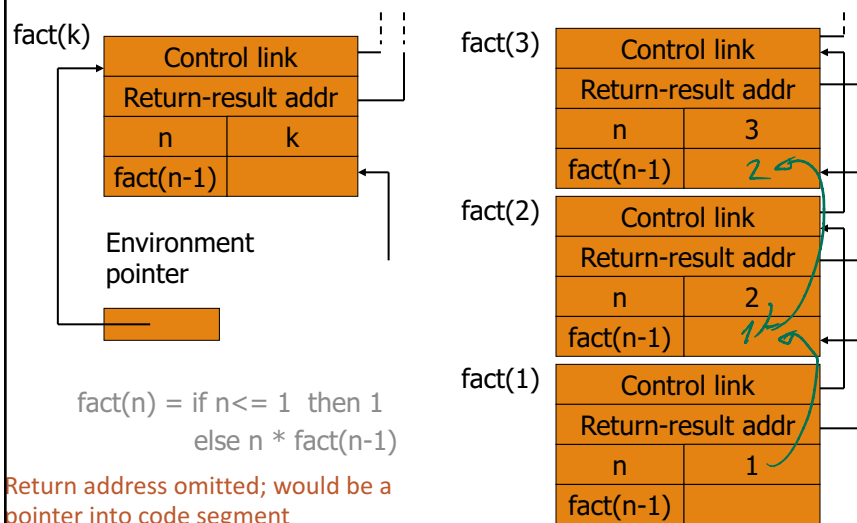 fact(k)
Control link
Return-result addr
n k
fact(n-1)
Environment
pointer
fact(n) = if n<= 1 then 1
else n * fact(n-1)
Return address omitted; would be a
pointer into code segment
fact(3)
Control link
Return-result addr
n 3
fact(n-1) 2
fact(2)
Control link
Return-result addr
n 2
fact(n-1) 1
fact(1)
Control link
Return-result addr
n 1
fact(n-1)